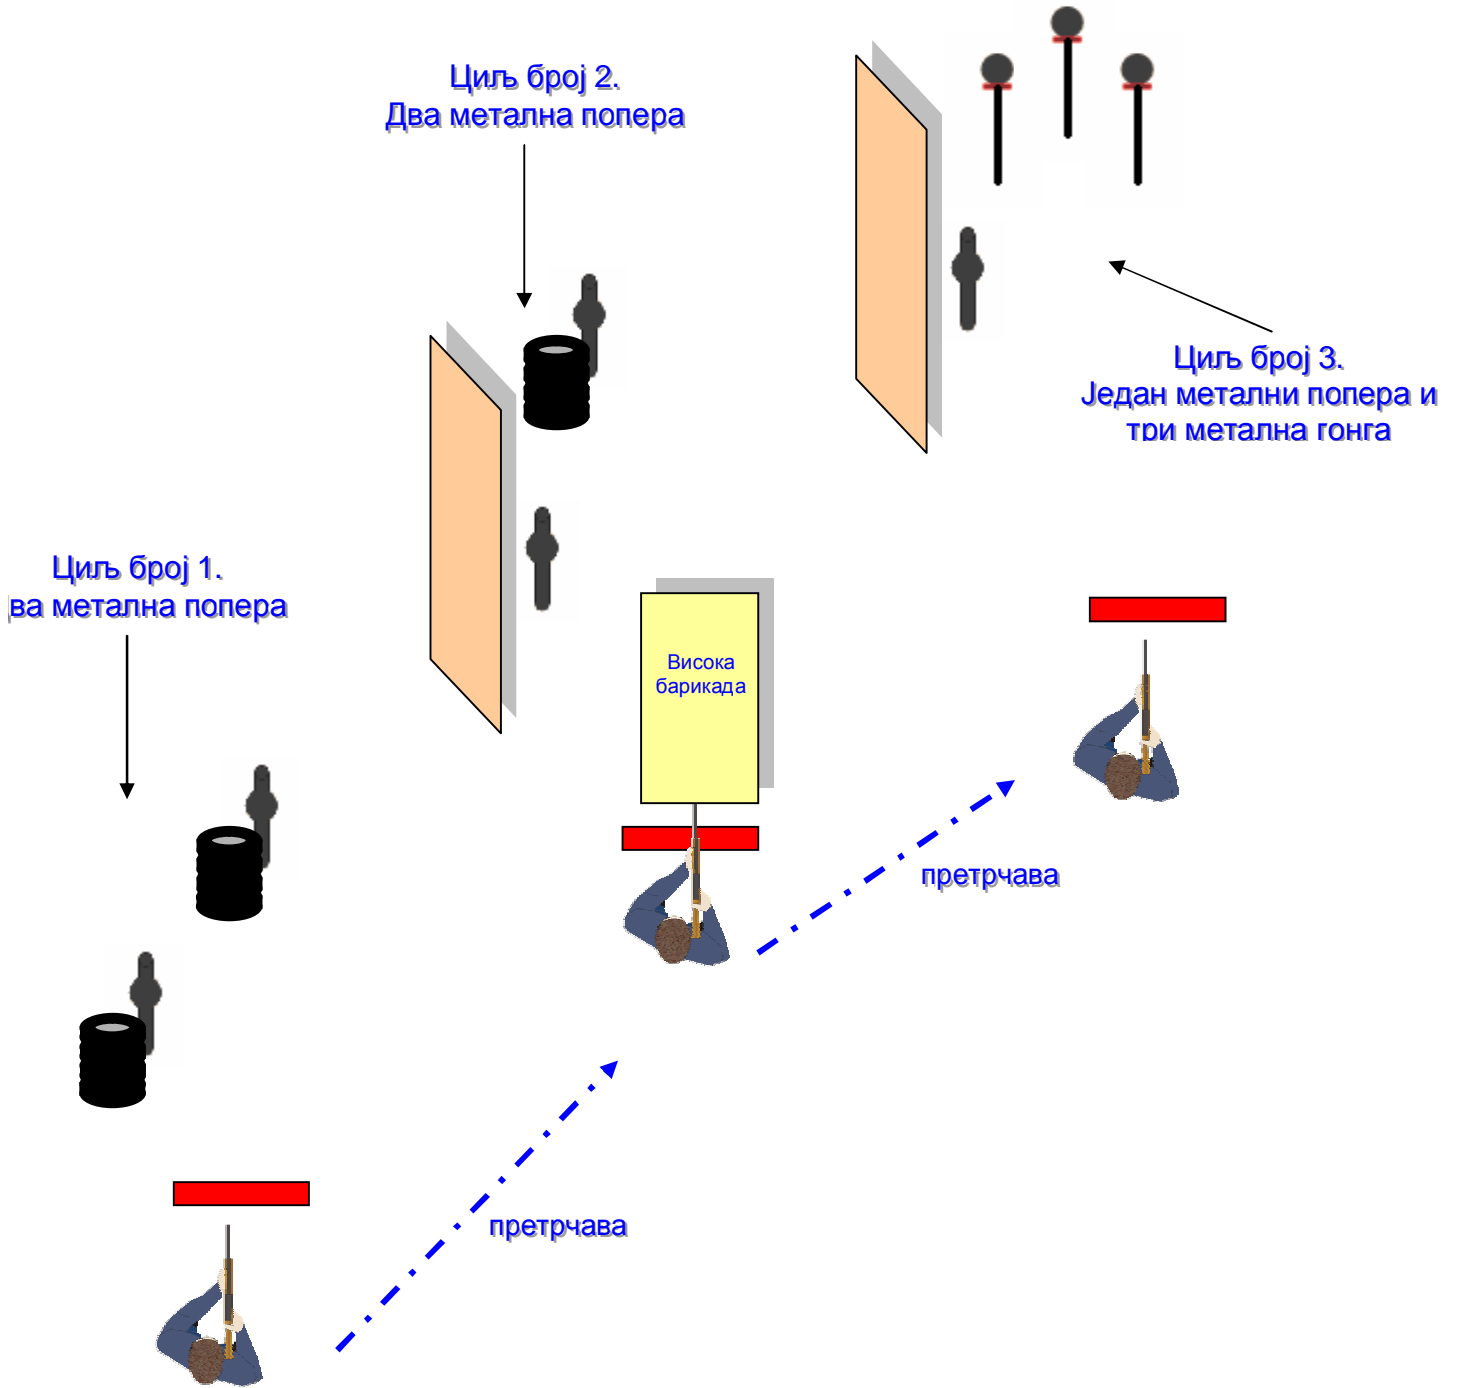 Циљ број 2.
Два метална попера
Циљ број 3.
Један метални попера и
три метална гонга
Циљ број 1.
ва метална попера
Висока
барикада
претрчава
претрчава